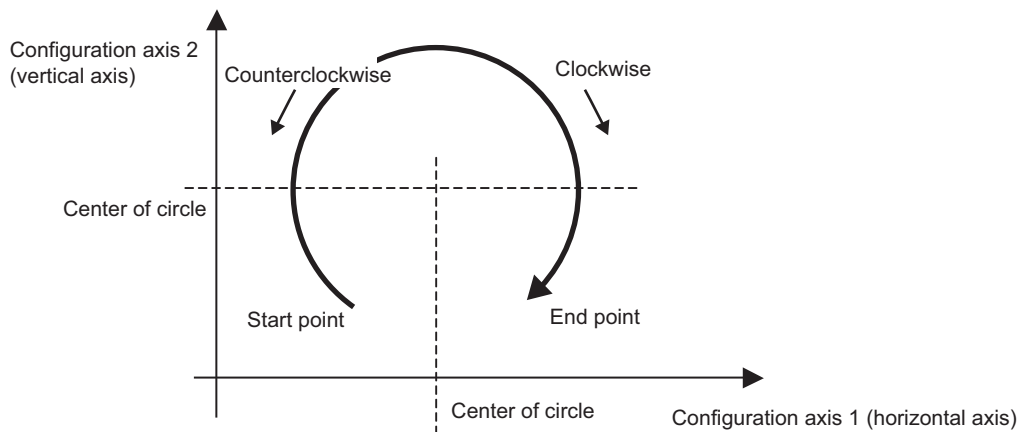 Configuration axis 2
(vertical axis)
Counterclockwise
Clockwise
Center of circle
Start point
End point
Center of circle
Configuration axis 1 (horizontal axis)